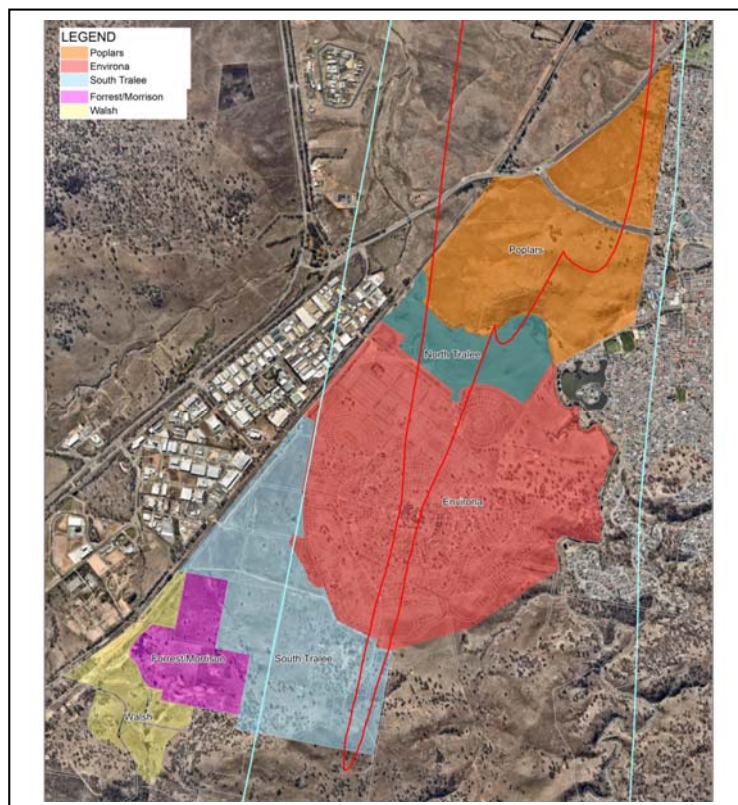 LEGEND
Poplars
Environa
South Tralee
Forrest/Morrison
Walsh
Poplars
North Tralee
Environa
Forrest/Morrison
South Tralee
Walsh